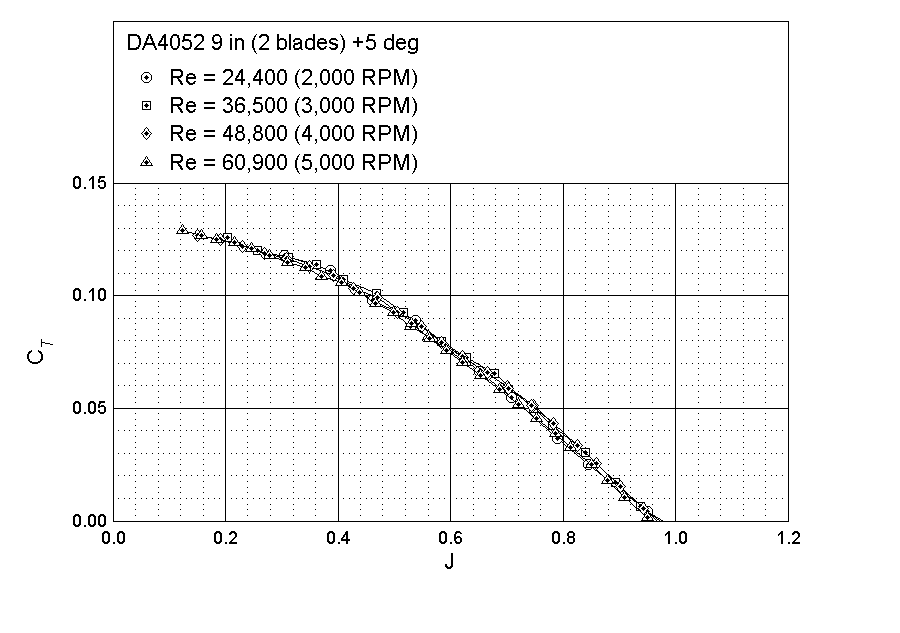 DA4052 9 in (2 blades) +5 deg
Re = 24,400 (2,000 RPM)
Re = 36,500 (3,000 RPM)
Re = 48,800 (4,000 RPM)
Re = 60,900 (5,000 RPM)
0.15
0.10
CT
0.05
0.00
0.0 0.2 0.4 0.6 0.8 1.0 1.2
J